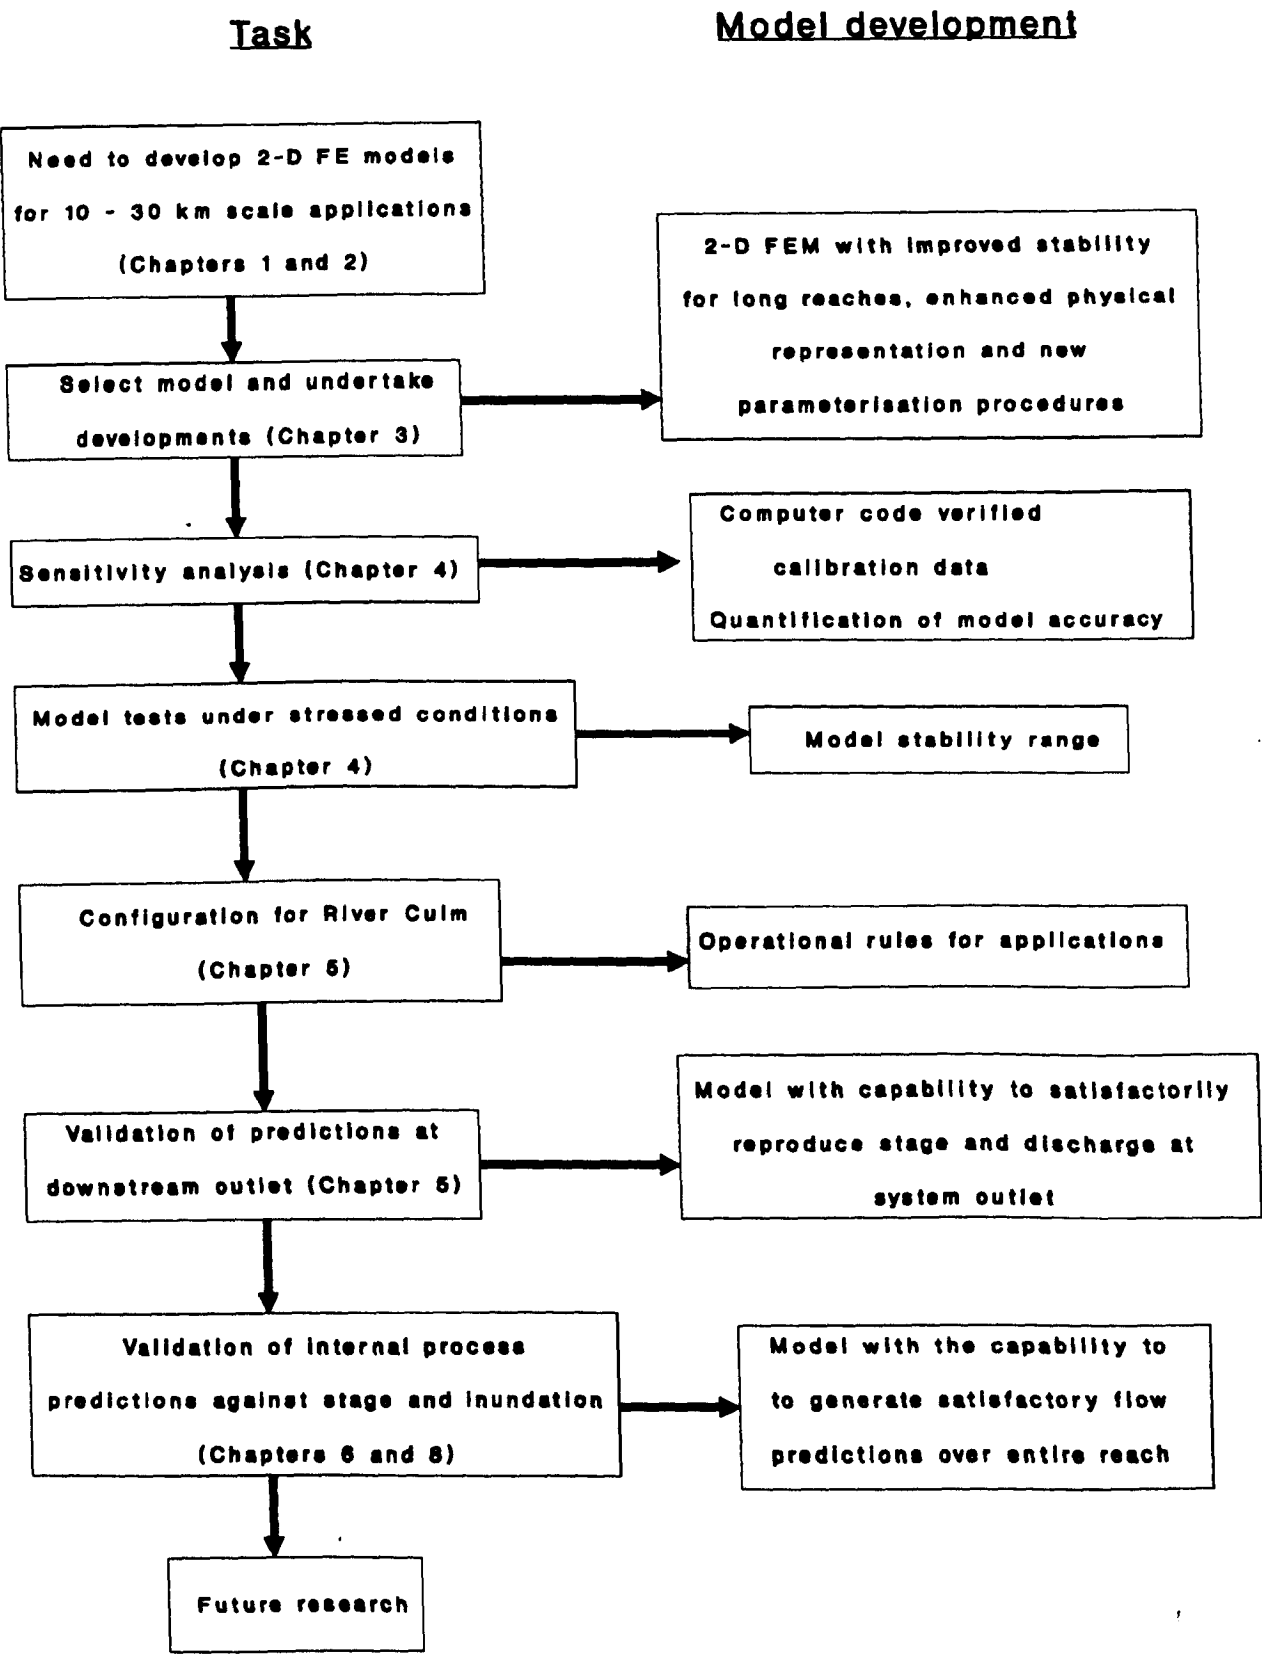 Task
Model development
Need to develop 2-D FE models
for 10 - 30 km scale applications
(Chapters 1 and 2)
2-D FEM with improved stability
for long reaches, enhanced physical
representation and new
parameterisation procedures
Select model and undertake
developments (Chapter 3)
Computer code verified
calibration data
Quantification of model accuracy
Sensitivity analysis (Chapter 4)
Model tests under stressed conditions
(Chapter 4)
Model stability range
Configuration for River Culm
(Chapter 5)
Operational rules for applications
Validation of predictions at
downstream outlet (Chapter 5)
Model with capability to satisfactorily
reproduce stage and discharge at
system outlet
Validation of internal process
predictions against stage and inundation
(Chapters 6 and 8)
Model with the capability to
to generate satisfactory flow
predictions over entire reach
Future research